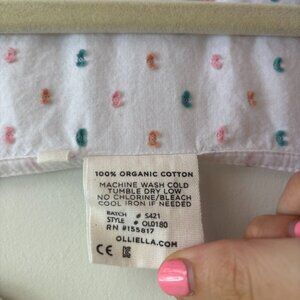 100% ORGANIC COTTON
MACHINE WASH COLD
TUMBLE DRY LOW
NO CHLORINE/BLEACH
COOL IRON IF NEEDED
BATCH # S421
STYLE # OL0180
RN #155817
OLLIELLA.COM
CE